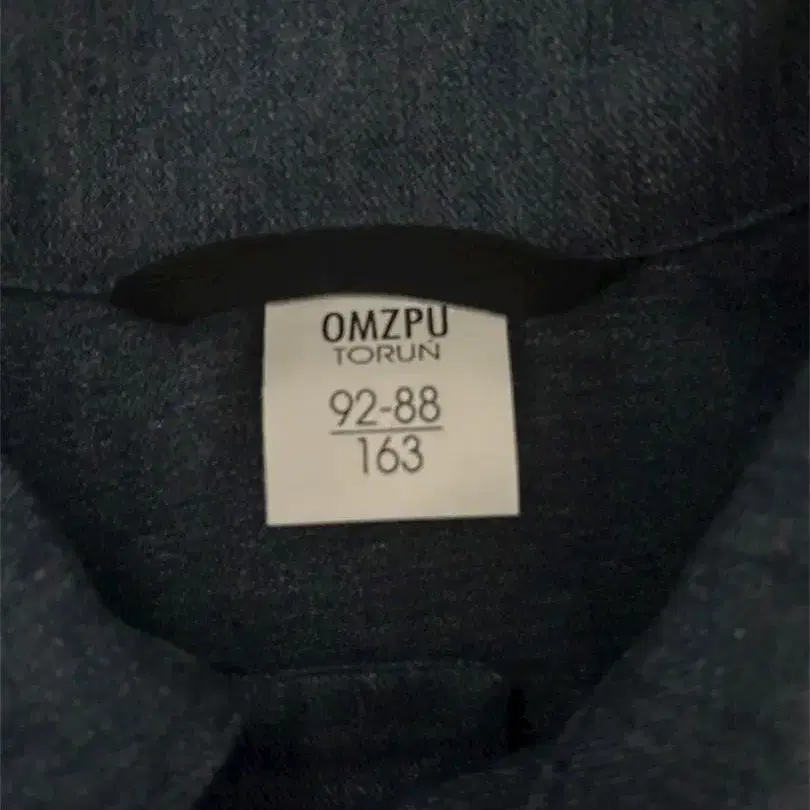 OMZPU
TORUŃ
92-88
163